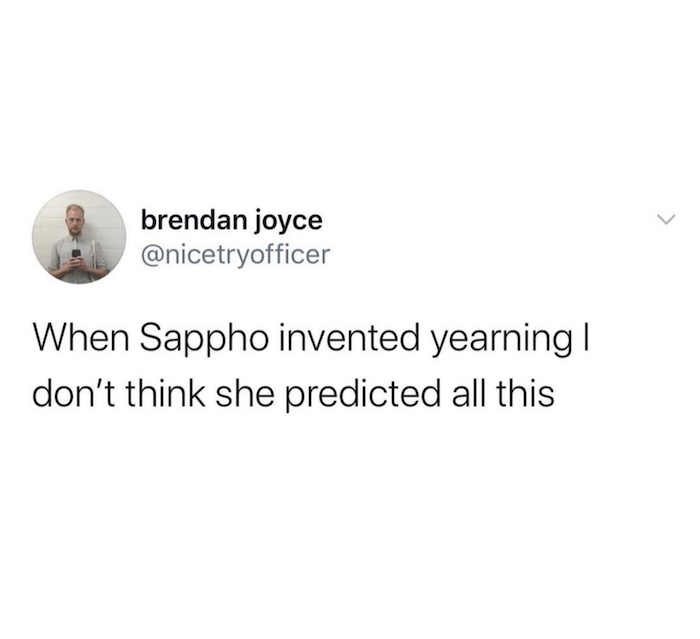 brendan joyce
@nicetryofficer
When Sappho invented yearning I
don't think she predicted all this